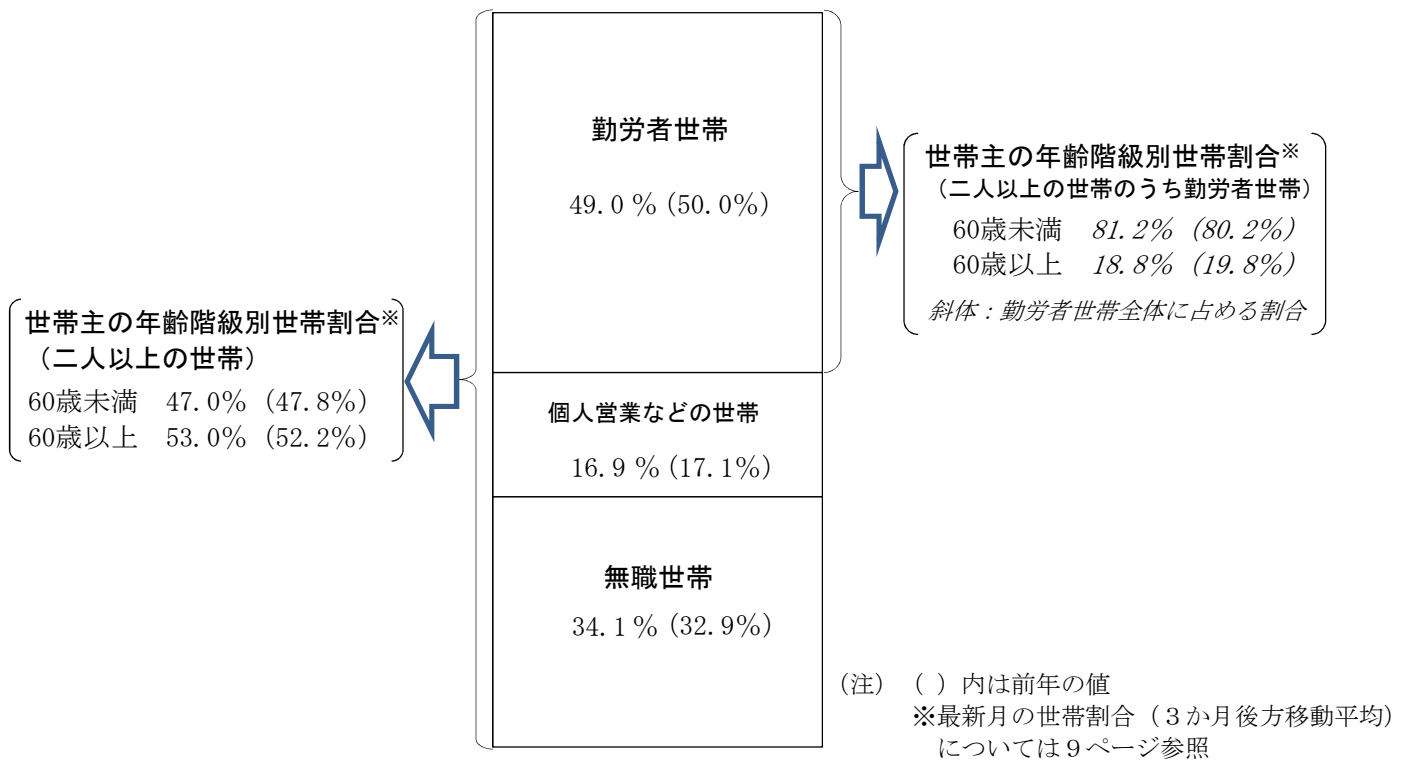 勤労者世帯
49.0％(50.0%)
世帯主の年齢階級別世帯割合※
（二人以上の世帯のうち勤労者世帯）
60歳未満　81.2%（80.2%）
60歳以上　18.8%（19.8%）
斜体：勤労者世帯全体に占める割合
世帯主の年齢階級別世帯割合※
（二人以上の世帯）
60歳未満　47.0%（47.8%）
60歳以上　53.0%（52.2%）
個人営業などの世帯
16.9％(17.1%)
無職世帯
34.1％(32.9%)
（注）（ ）内は前年の値
※最新月の世帯割合（３か月後方移動平均）
については９ページ参照